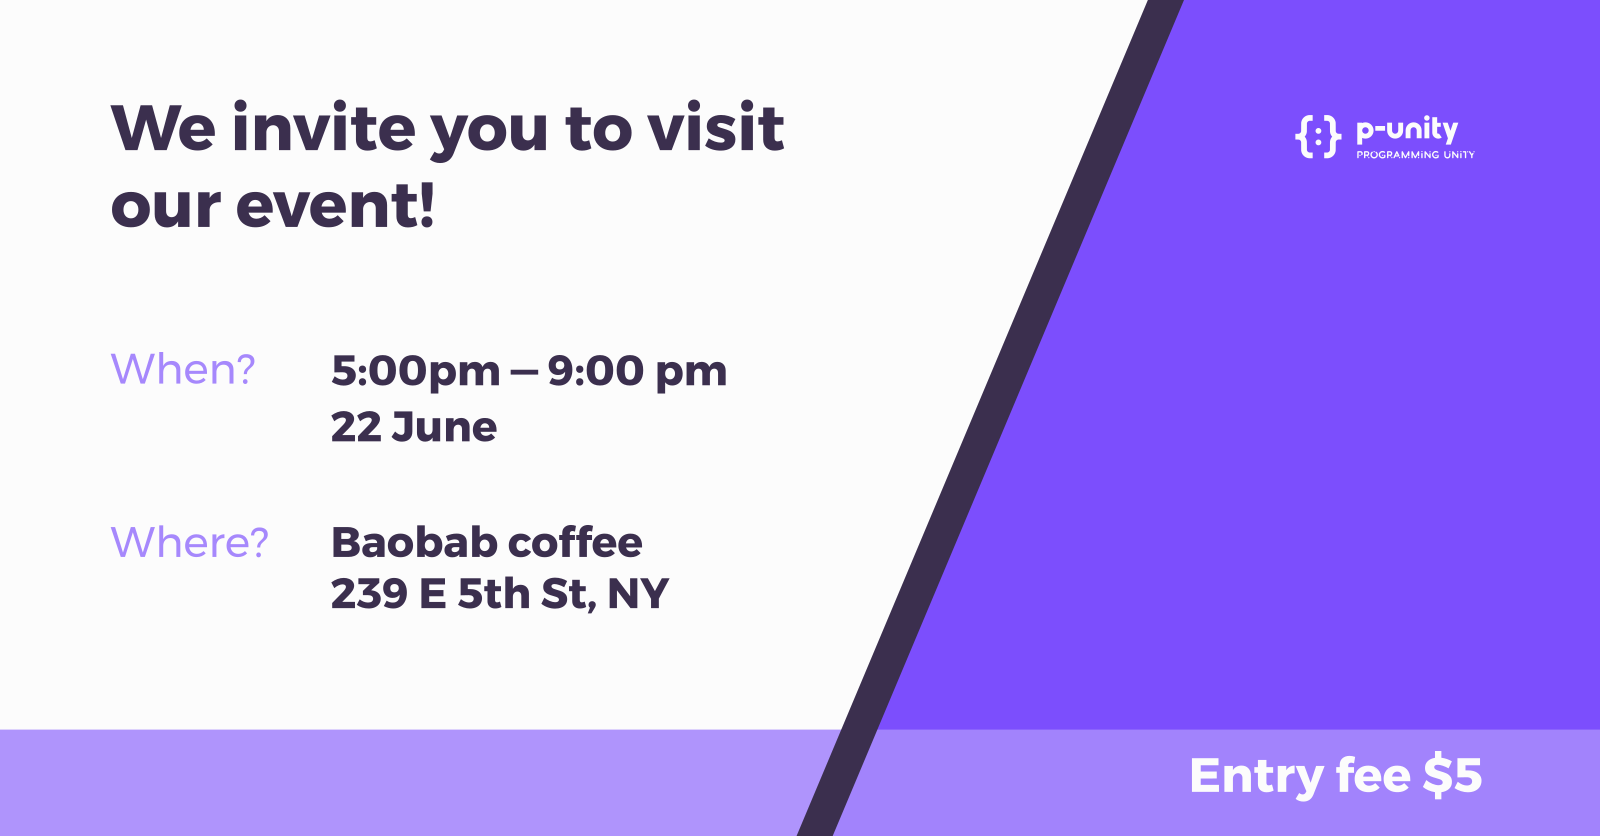 We invite you to visit
our event!
When? 5:00pm — 9:00 pm
22 June
Where? Baobab coffee
239 E 5th St, NY
{:} p-unity
PROGRAMMING UNITY
Entry fee $5